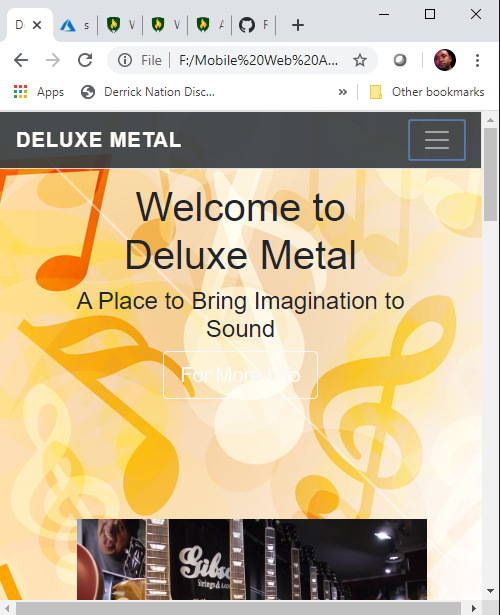 D
s
V
V
A
F
File
F:/Mobile%20Web%20A...
Apps
Derrick Nation Disc...
»
Other bookmarks
DELUXE METAL
Welcome to
Deluxe Metal
A Place to Bring Imagination to
Sound
For More Info
Gibson